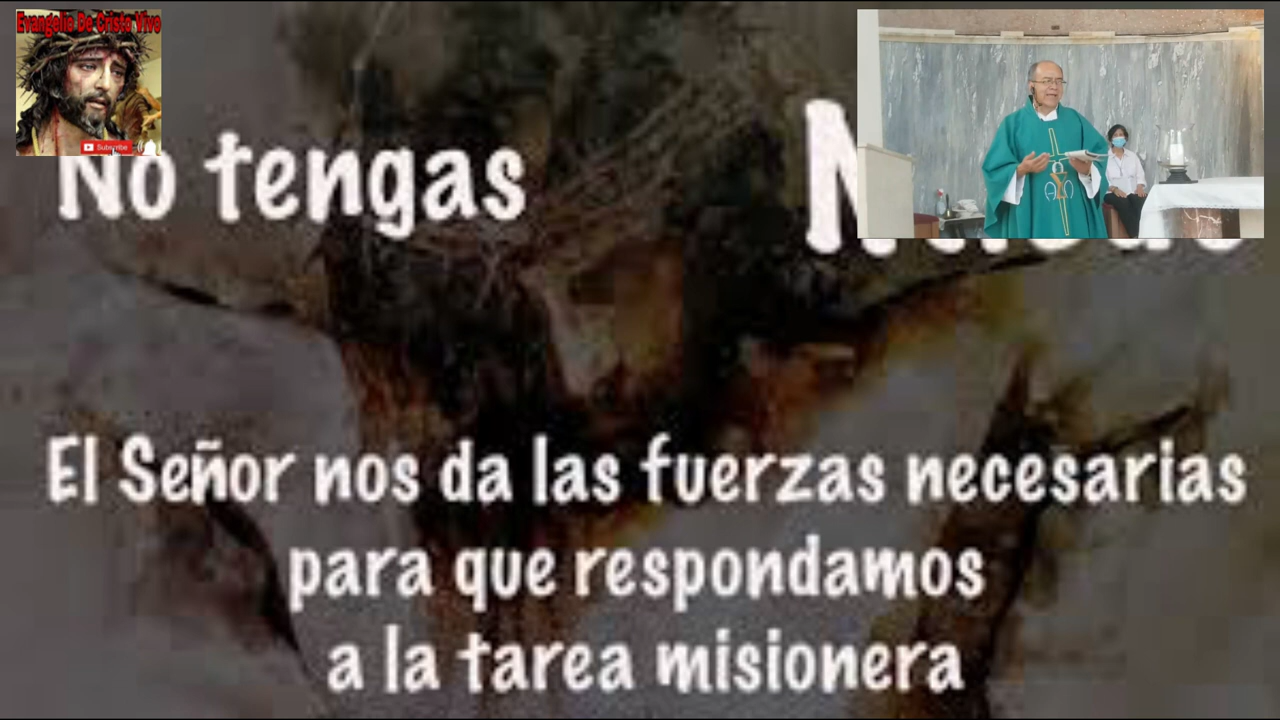 Evangelio De Cristo Vivo
Subscribe
No tengas
El Señor nos da las fuerzas necesarias
para que respondamos
a la tarea misionera